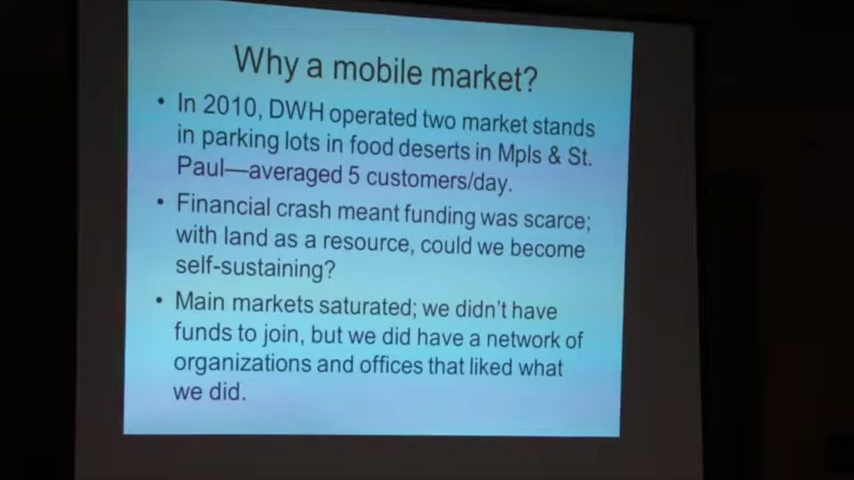 Why a mobile market?
• In 2010, DWH operated two market stands
in parking lots in food deserts in Mpls & St.
Paul—averaged 5 customers/day.
• Financial crash meant funding was scarce;
with land as a resource, could we become
self-sustaining?
• Main markets saturated; we didn't have
funds to join, but we did have a network of
organizations and offices that liked what
we did.